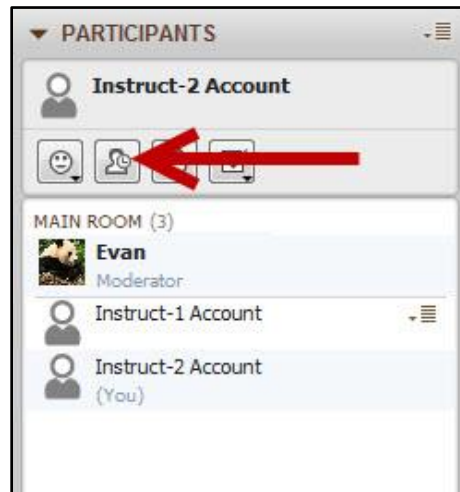 PARTICIPANTS
Instruct-2 Account
MAIN ROOM (3)
Evan
Moderator
Instruct-1 Account
Instruct-2 Account
(You)